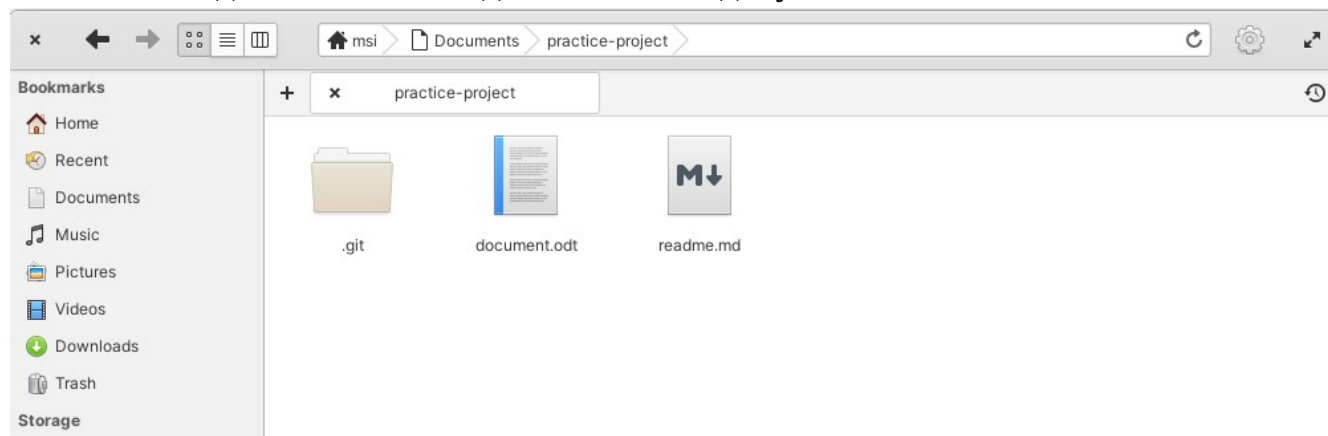 msi Documents practice-project
Bookmarks
practice-project
Home
Recent
Documents
Music
Pictures
Videos
Downloads
Trash
Storage
M
.git document.odt readme.md